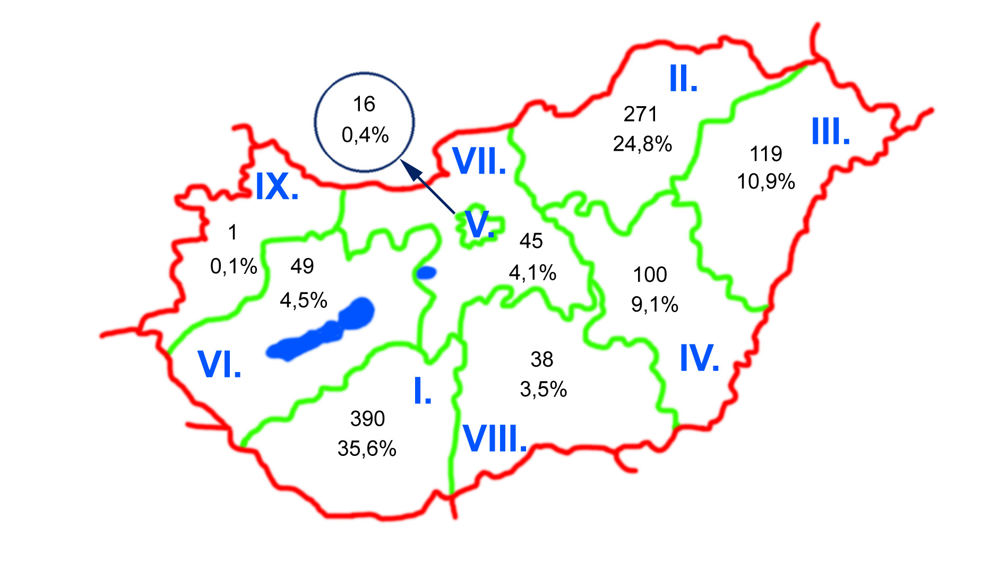 II.
16
0,4%
271
24,8%
III.
VII.
119
10,9%
IX.
V.
1
0,1%
45
4,1%
49
4,5%
100
9,1%
VI.
38
3,5%
IV.
I.
390
35,6%
VIII.